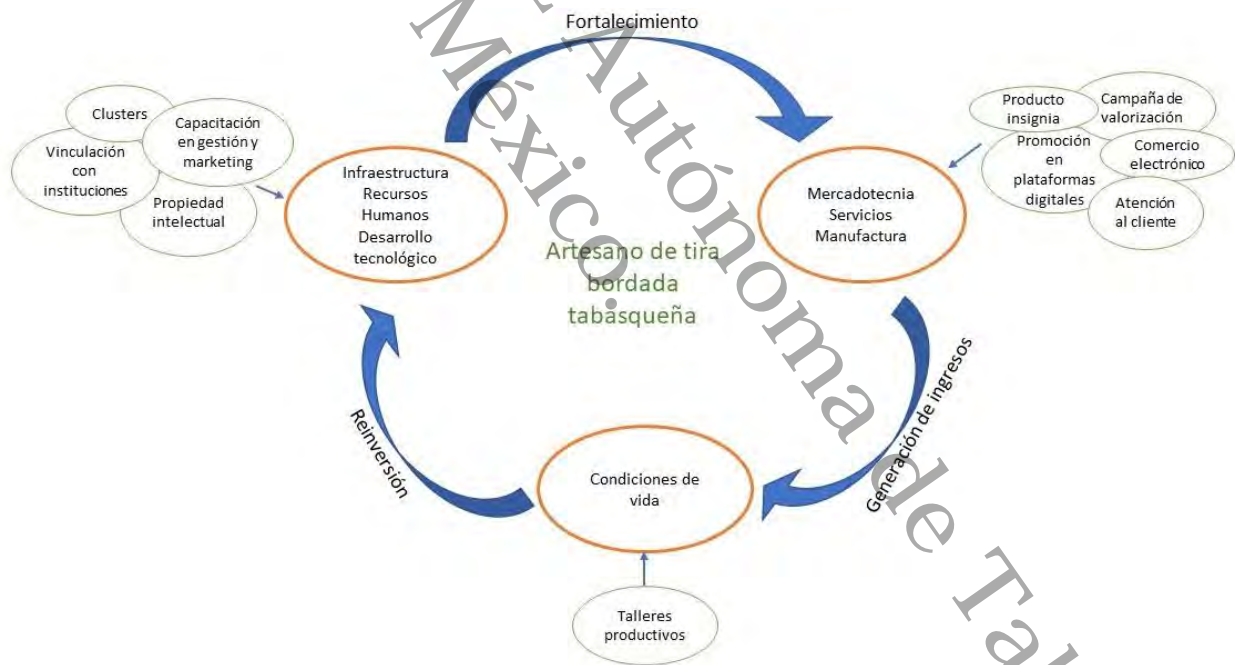 Fortalecimiento
Clusters
Capacitación
en gestión y
marketing
Vinculación
con
instituciones
Propiedad
intelectual
Infraestructura
Recursos
Humanos
Desarrollo
tecnológico
Producto
insignia
Campaña de
valorización
Promoción
en
plataformas
digitales
Comercio
electrónico
Atención
al cliente
Mercadotecnia
Servicios
Manufactura
Artesano de tira
bordada
tabasqueña
Generación de ingresos
Reinversión
Condiciones de
vida
Talleres
productivos
Autónoma de
México.